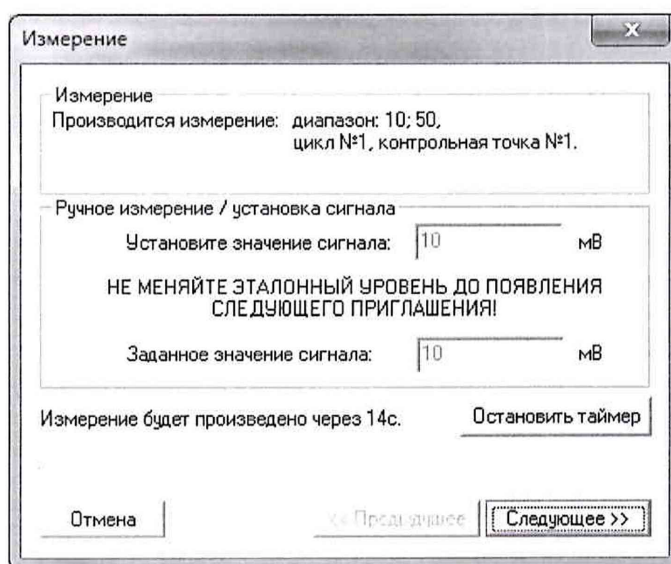 Измерение
Измерение
Производится измерение: диапазон: 10; 50,
цикл №1, контрольная точка №1.
Ручное измерение / установка сигнала
Установите значение сигнала: 10 мВ
НЕ МЕНЯЙТЕ ЭТАЛОННЫЙ УРОВЕНЬ ДО ПОЯВЛЕНИЯ
СЛЕДУЮЩЕГО ПРИГЛАШЕНИЯ!
Заданное значение сигнала: 10 мВ
Измерение будет произведено через 14с. Остановить таймер
Отмена << Предыдущее Следующее >>